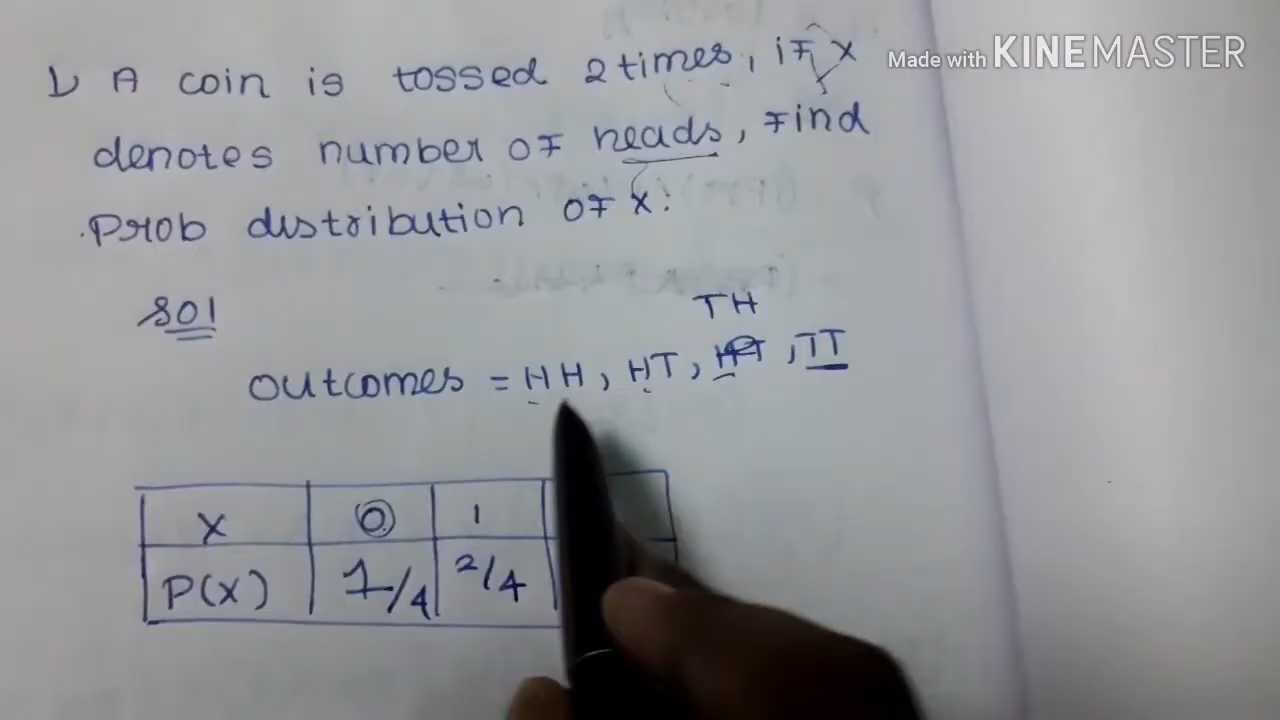 Made with KINEMASTER
1) A coin is tossed 2 times, if x
denotes number of heads, Find
Prob distribution of x.
Sol
TH
Outcomes = HH, HT, , TT
X 0 1
P(X) 1/4 2/4